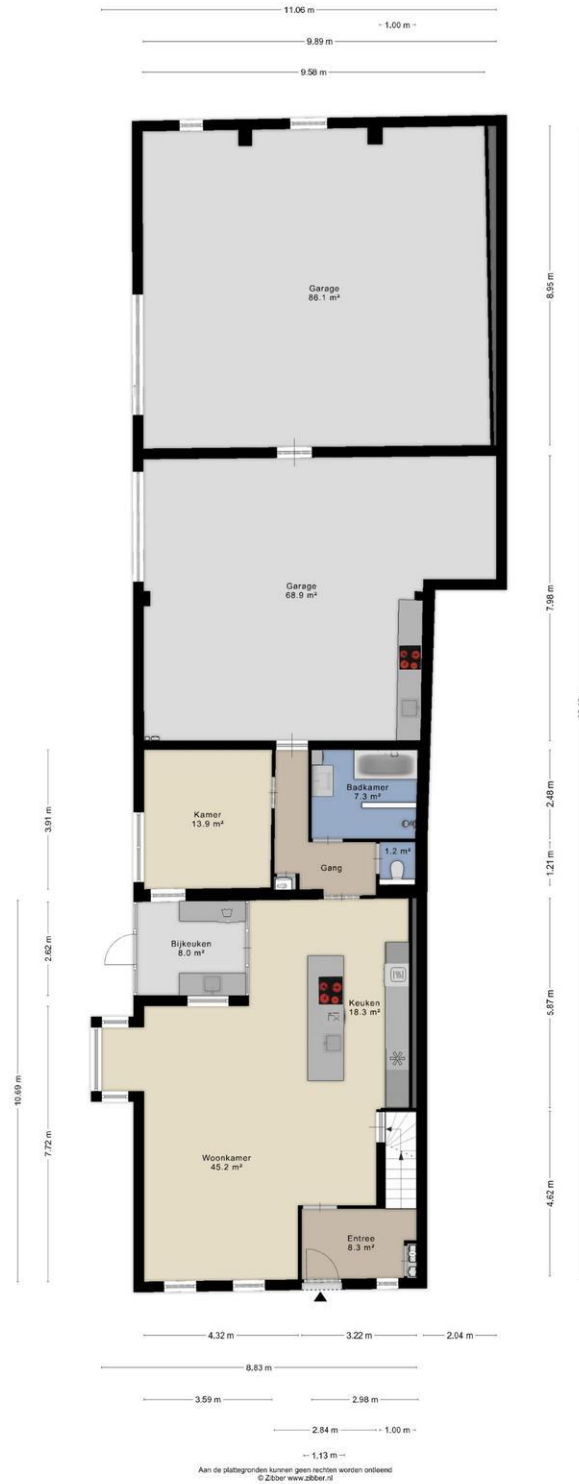 11.06 m
1.00 m
9.89 m
9.58 m
Garage
86.1 m²
8.95 m
Garage
68.9 m²
7.98 m
Kamer
13.9 m²
3.91 m
Badkamer
7.3 m²
2.48 m
1.2 m²
1.21 m
Gang
Bijkeuken
8.0 m²
2.62 m
Keuken
18.3 m²
5.87 m
10.69 m
7.72 m
Woonkamer
45.2 m²
4.62 m
Entree
8.3 m²
4.32 m
3.22 m
2.04 m
8.83 m
3.59 m
2.98 m
2.84 m
1.00 m
1.13 m
Aan de plattegronden kunnen geen rechten worden ontleend
© Zibber www.zibber.nl